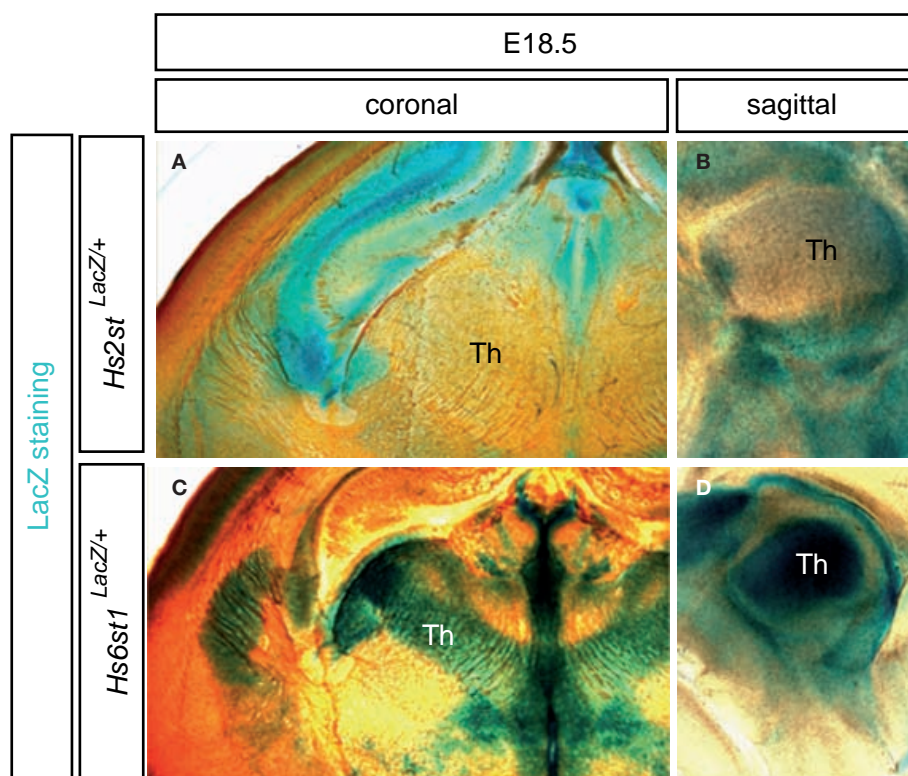 E18.5
coronal
sagittal
LacZ staining
Hs2st LacZ/+
Hs6st1 LacZ/+
A
Th
B
Th
C
Th
D
Th